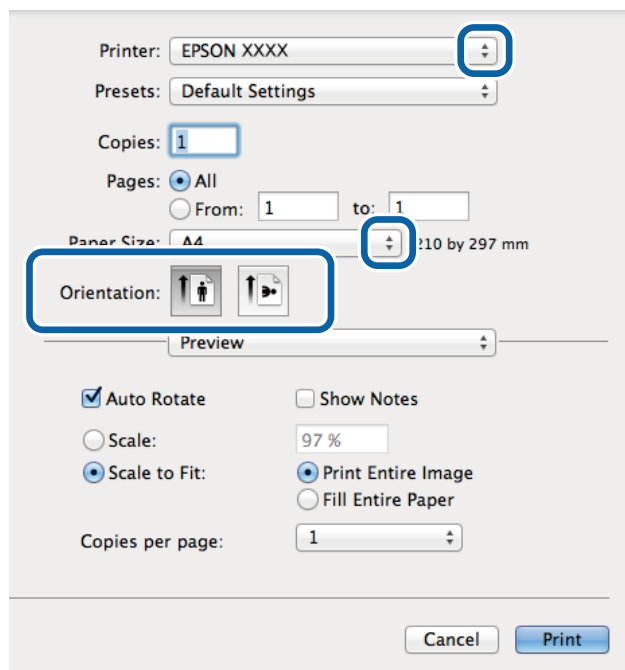 Printer: EPSON XXXX
Presets: Default Settings
Copies: 1
Pages: All
From: 1 to: 1
Paper Size: A4 210 by 297 mm
Orientation:
Preview
Auto Rotate Show Notes
Scale: 97 %
Scale to Fit: Print Entire Image
Fill Entire Paper
Copies per page: 1
Cancel Print